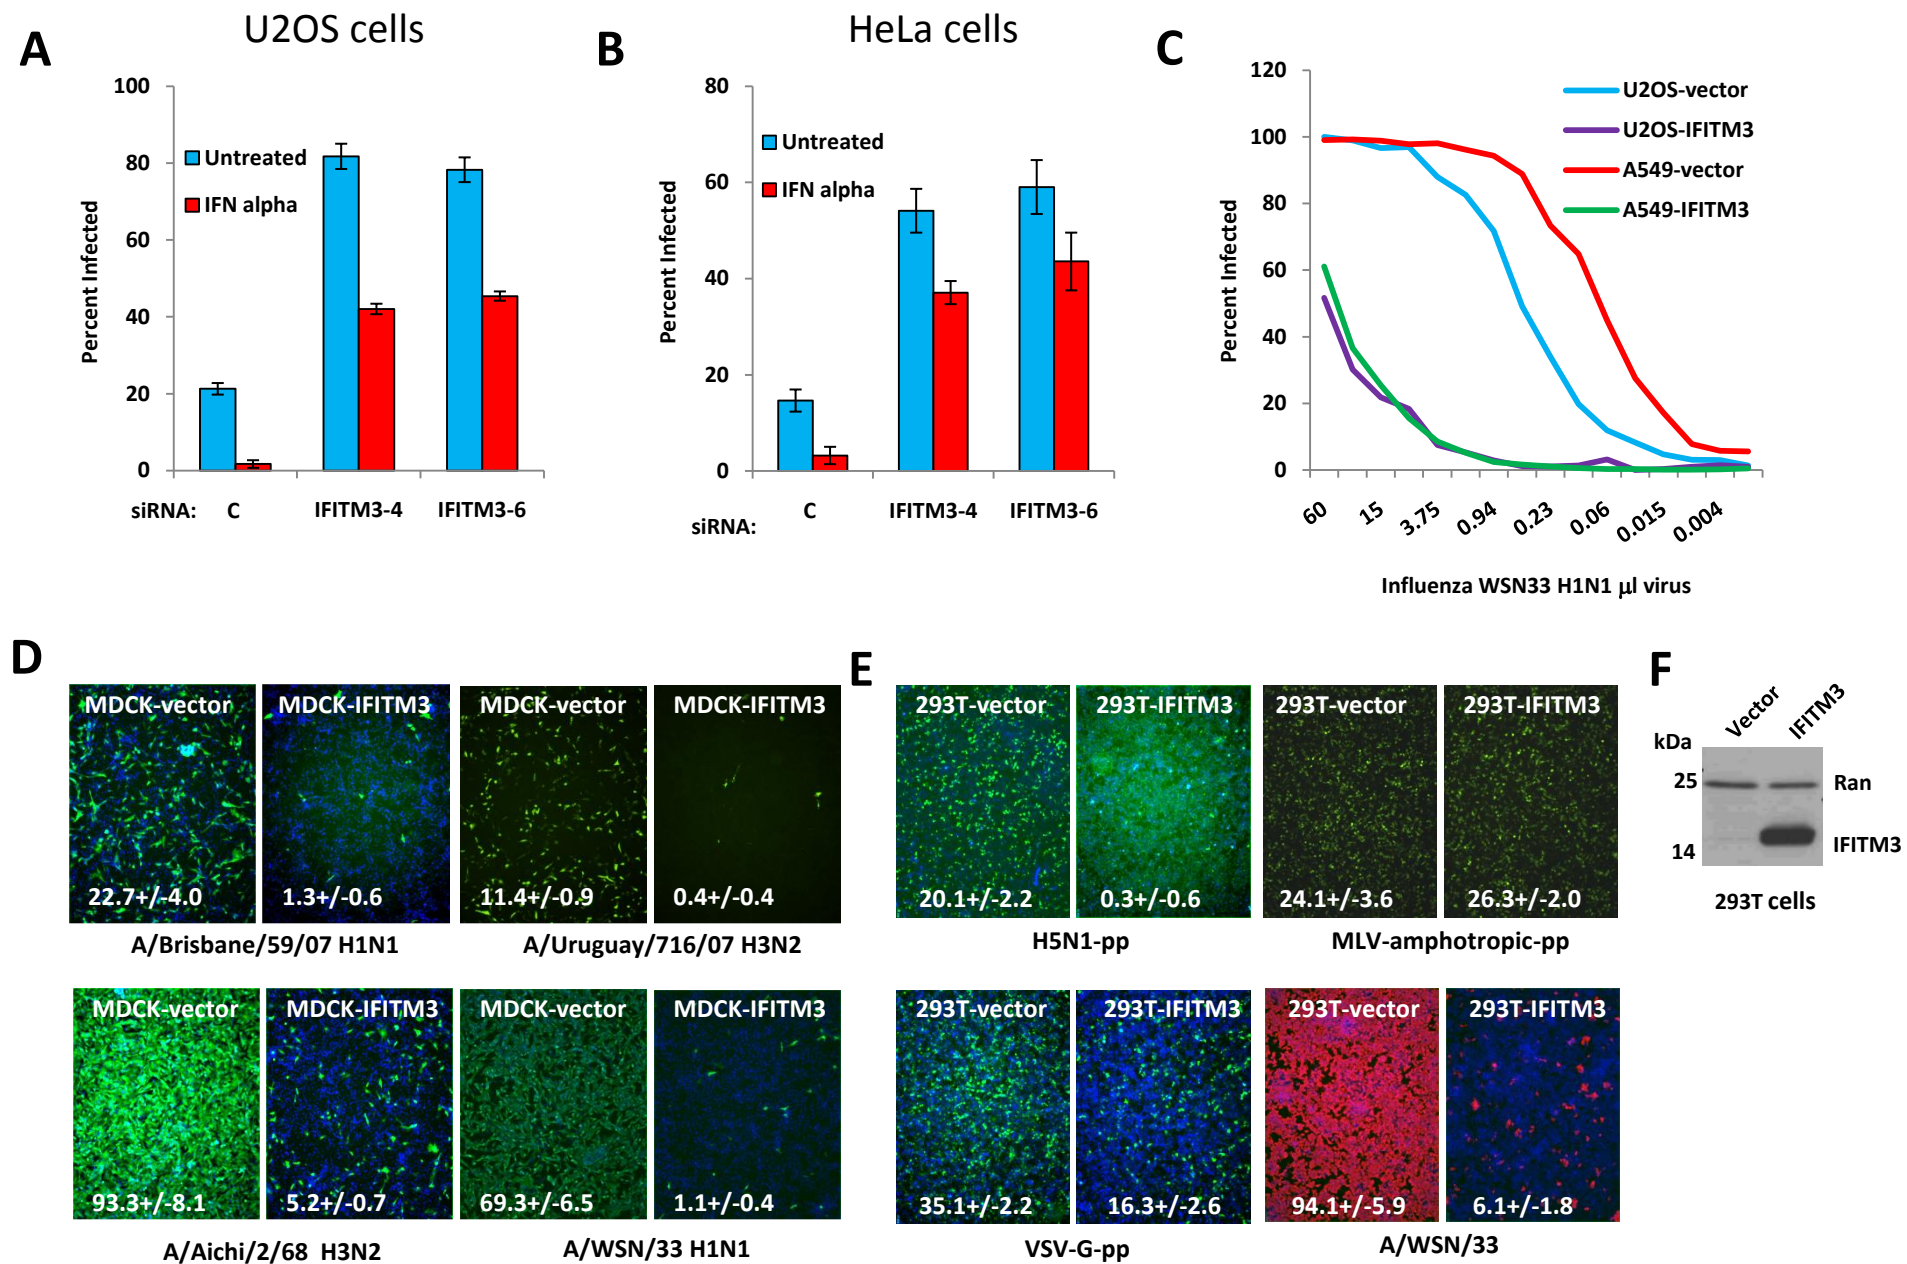 A
U2OS cells
100
80
60
40
20
0
Percent Infected
Untreated
IFN alpha
siRNA: C IFITM3-4 IFITM3-6
B
HeLa cells
80
60
40
20
0
Percent Infected
Untreated
IFN alpha
siRNA: C IFITM3-4 IFITM3-6
C
120
100
80
60
40
20
0
Percent Infected
U2OS-vector
U2OS-IFITM3
A549-vector
A549-IFITM3
60 15 3.75 0.94 0.23 0.06 0.015 0.004
Influenza WSN33 H1N1 µl virus
D
MDCK-vector MDCK-IFITM3 MDCK-vector MDCK-IFITM3
22.7+/-4.0 1.3+/-0.6 11.4+/-0.9 0.4+/-0.4
A/Brisbane/59/07 H1N1 A/Uruguay/716/07 H3N2
MDCK-vector MDCK-IFITM3 MDCK-vector MDCK-IFITM3
93.3+/-8.1 5.2+/-0.7 69.3+/-6.5 1.1+/-0.4
A/Aichi/2/68 H3N2 A/WSN/33 H1N1
E
293T-vector 293T-IFITM3 293T-vector 293T-IFITM3
20.1+/-2.2 0.3+/-0.6 24.1+/-3.6 26.3+/-2.0
H5N1-pp MLV-amphotropic-pp
293T-vector 293T-IFITM3 293T-vector 293T-IFITM3
35.1+/-2.2 16.3+/-2.6 94.1+/-5.9 6.1+/-1.8
VSV-G-pp A/WSN/33
F
Vector IFITM3
kDa
25 Ran
14 IFITM3
293T cells